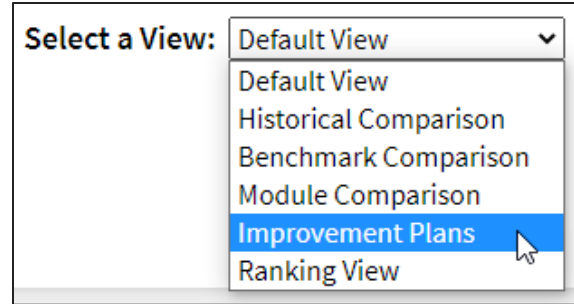 Select a View: Default View
Default View
Historical Comparison
Benchmark Comparison
Module Comparison
Improvement Plans
Ranking View